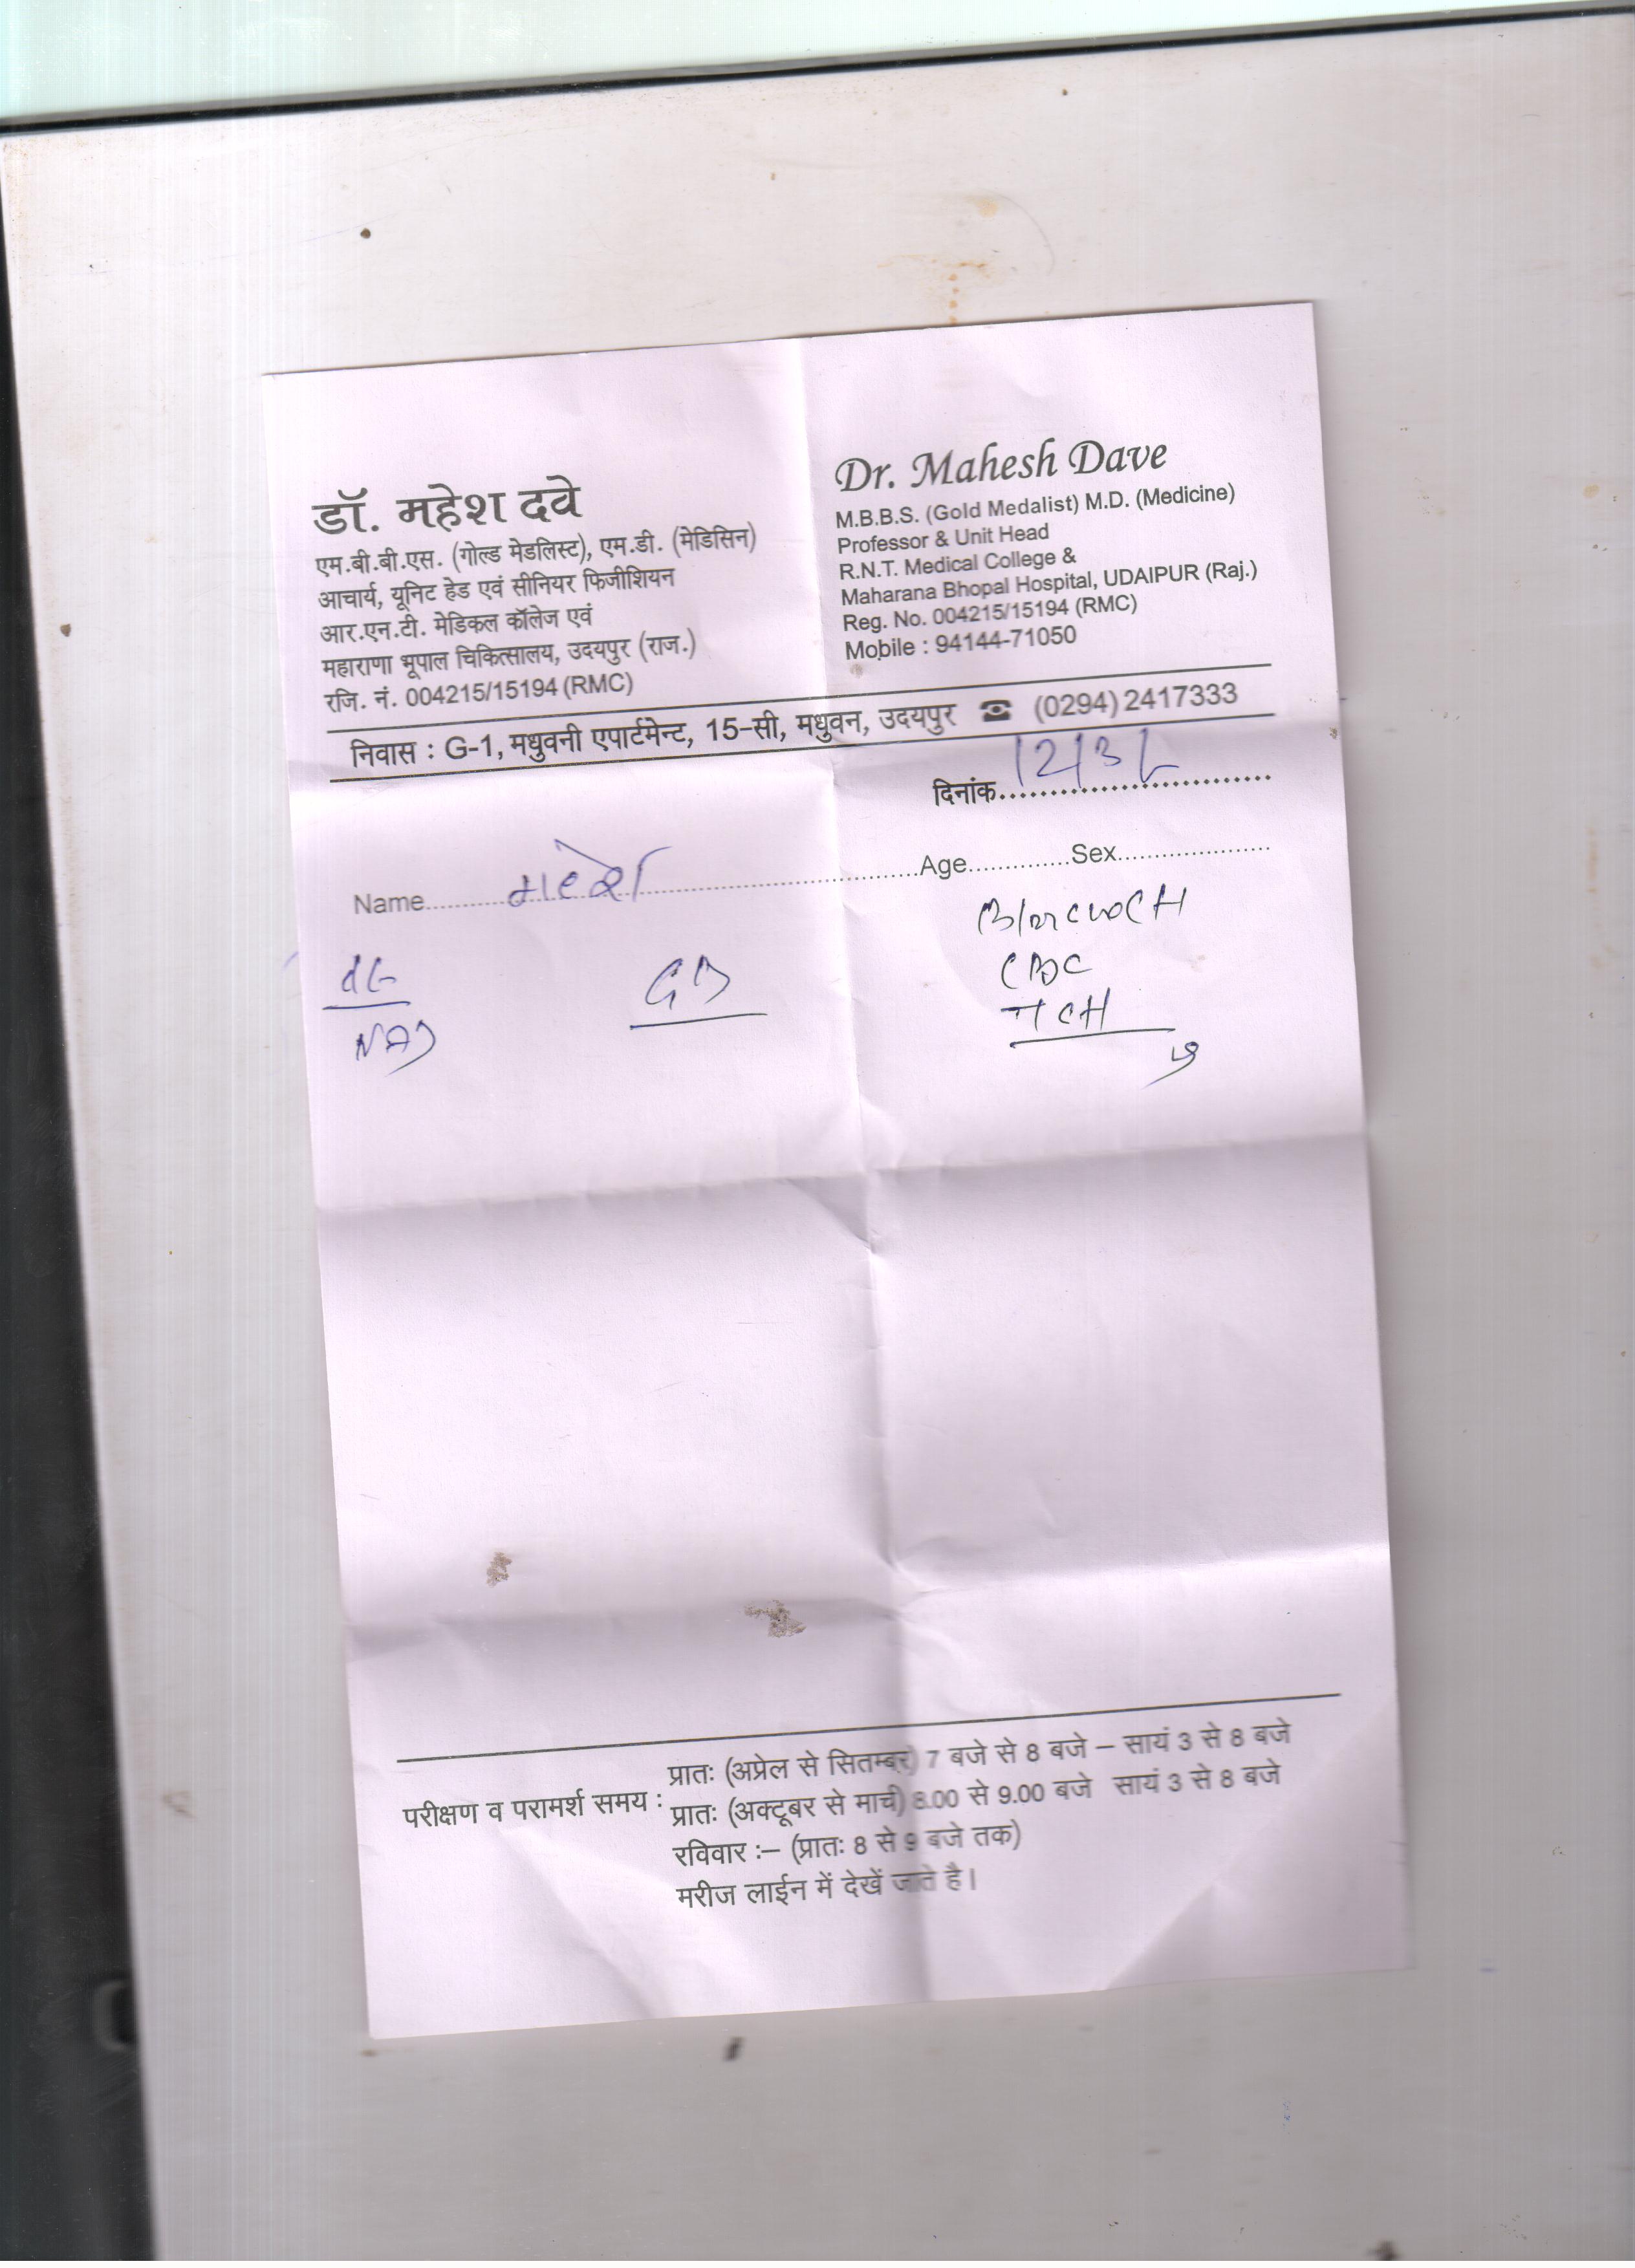 डॉ. महेश दवे
एम.बी.बी.एस. (गोल्ड मेडलिस्ट), एम.डी. (मेडिसिन)
आचार्य, यूनिट हेड एवं सीनियर फिजीशियन
आर.एन.टी. मेडिकल कॉलेज एवं
महाराणा भूपाल चिकित्सालय, उदयपुर (राज.)
रजि. नं. 004215/15194 (RMC)
Dr. Mahesh Dave
M.B.B.S. (Gold Medalist) M.D. (Medicine)
Professor & Unit Head
R.N.T. Medical College &
Maharana Bhopal Hospital, UDAIPUR (Raj.)
Reg. No. 004215/15194 (RMC)
Mobile : 94144-71050
निवास : G-1, मधुवनी एपार्टमेन्ट, 15-सी, मधुवन, उदयपुर ☎ (0294) 2417333
दिनांक 12/3/
Name Age Sex
NAD
CBC
परीक्षण व परामर्श समय :
प्रातः (अप्रेल से सितम्बर) 7 बजे से 8 बजे – सायं 3 से 8 बजे
प्रातः (अक्टूबर से मार्च) 8.00 से 9.00 बजे सायं 3 से 8 बजे
रविवार :– (प्रातः 8 से 9 बजे तक)
मरीज लाईन में देखें जाते है।